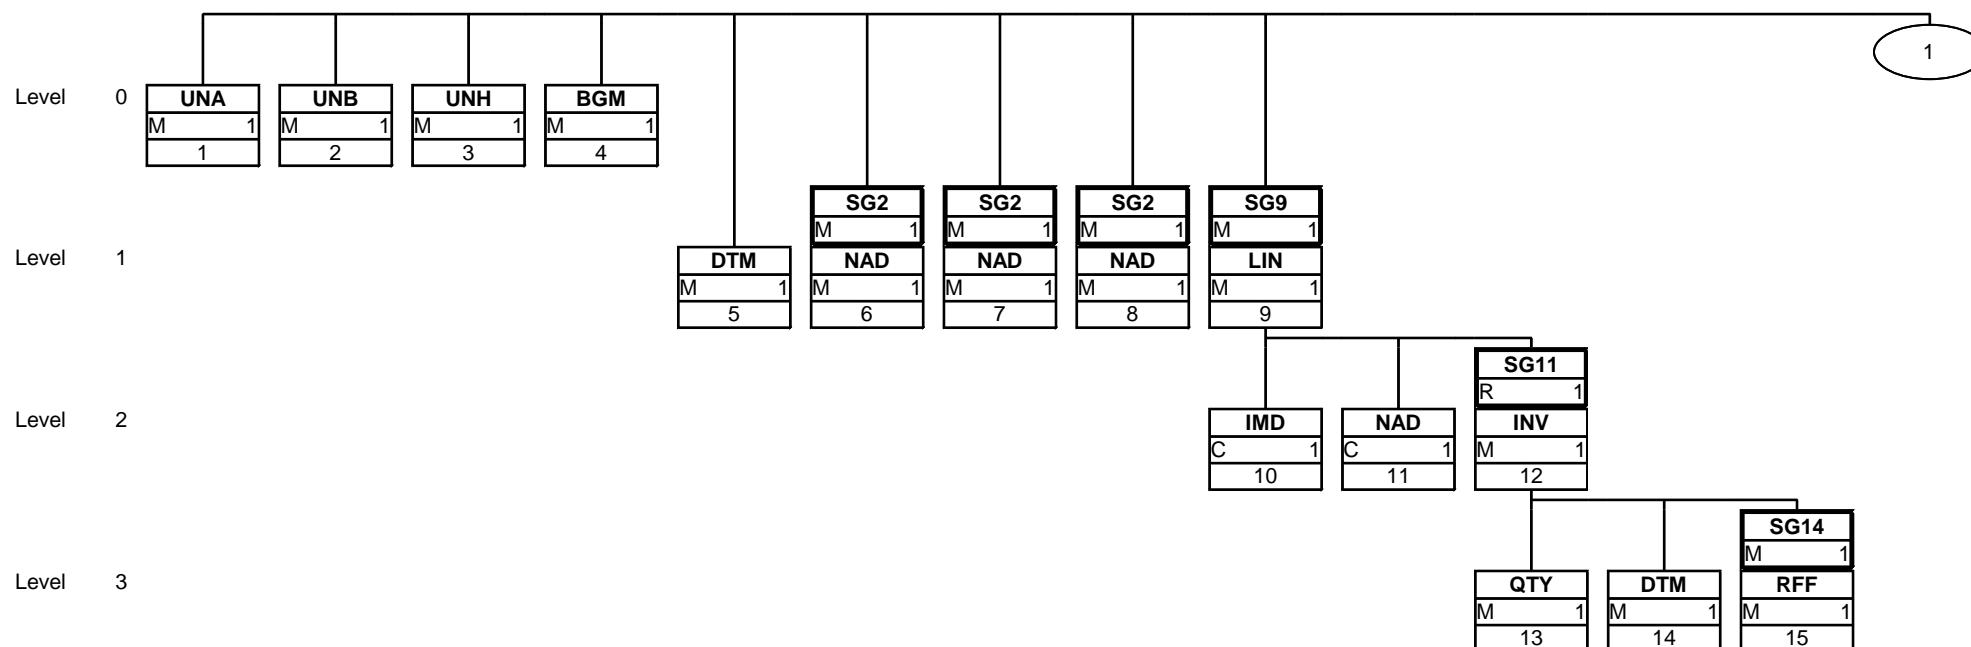 1
Level 0 UNA UNB UNH BGM
M 1 M 1 M 1 M 1
1 2 3 4
SG2 SG2 SG2 SG9
M 1 M 1 M 1 M 1
Level 1 DTM NAD NAD NAD LIN
M 1 M 1 M 1 M 1 M 1
5 6 7 8 9
SG11
R 1
Level 2 IMD NAD INV
C 1 C 1 M 1
10 11 12
SG14
M 1
Level 3 QTY DTM RFF
M 1 M 1 M 1
13 14 15